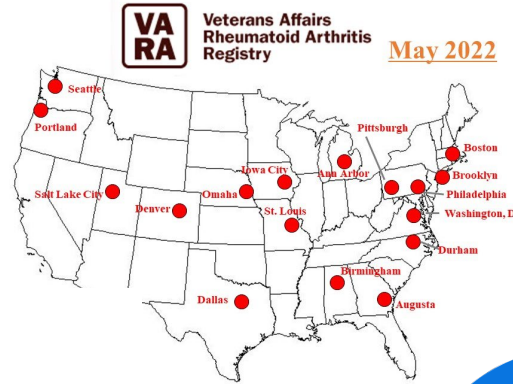 VA
RA
Veterans Affairs
Rheumatoid Arthritis
Registry
May 2022
Seattle
Portland
Pittsburgh
Boston
Iowa City
Ann Arbor
Brooklyn
Salt Lake City
Omaha
Philadelphia
Denver
St. Louis
Washington, D
Durham
Birmingham
Dallas
Augusta